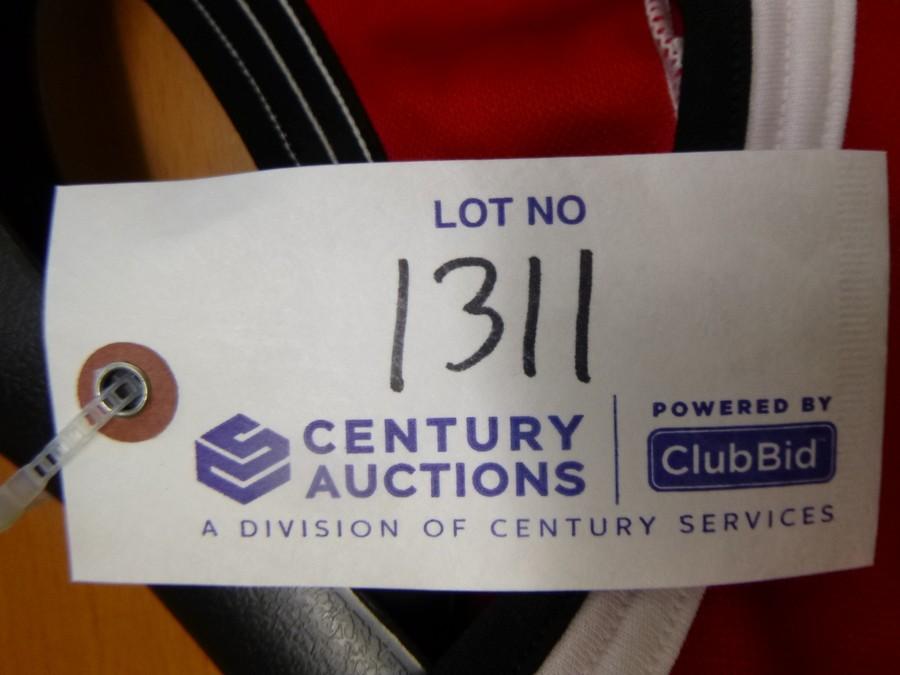 LOT NO
1311
CENTURY
AUCTIONS
POWERED BY
ClubBid
A DIVISION OF CENTURY SERVICES